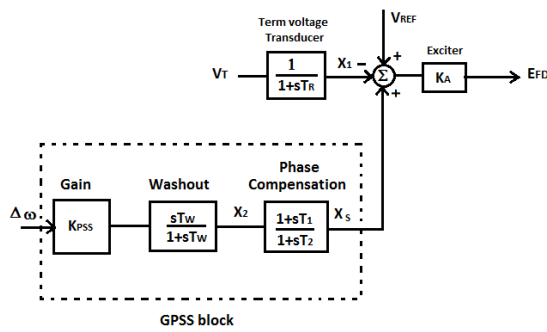 VREF
Term voltage
Transducer
Exciter
VT
1
1+sTR
X1
−
+
Σ
+
KA
EFD
Gain
Washout
Phase
Compensation
Δω
KPSS
sTW
1+sTW
X2
1+sT1
1+sT2
XS
GPSS block